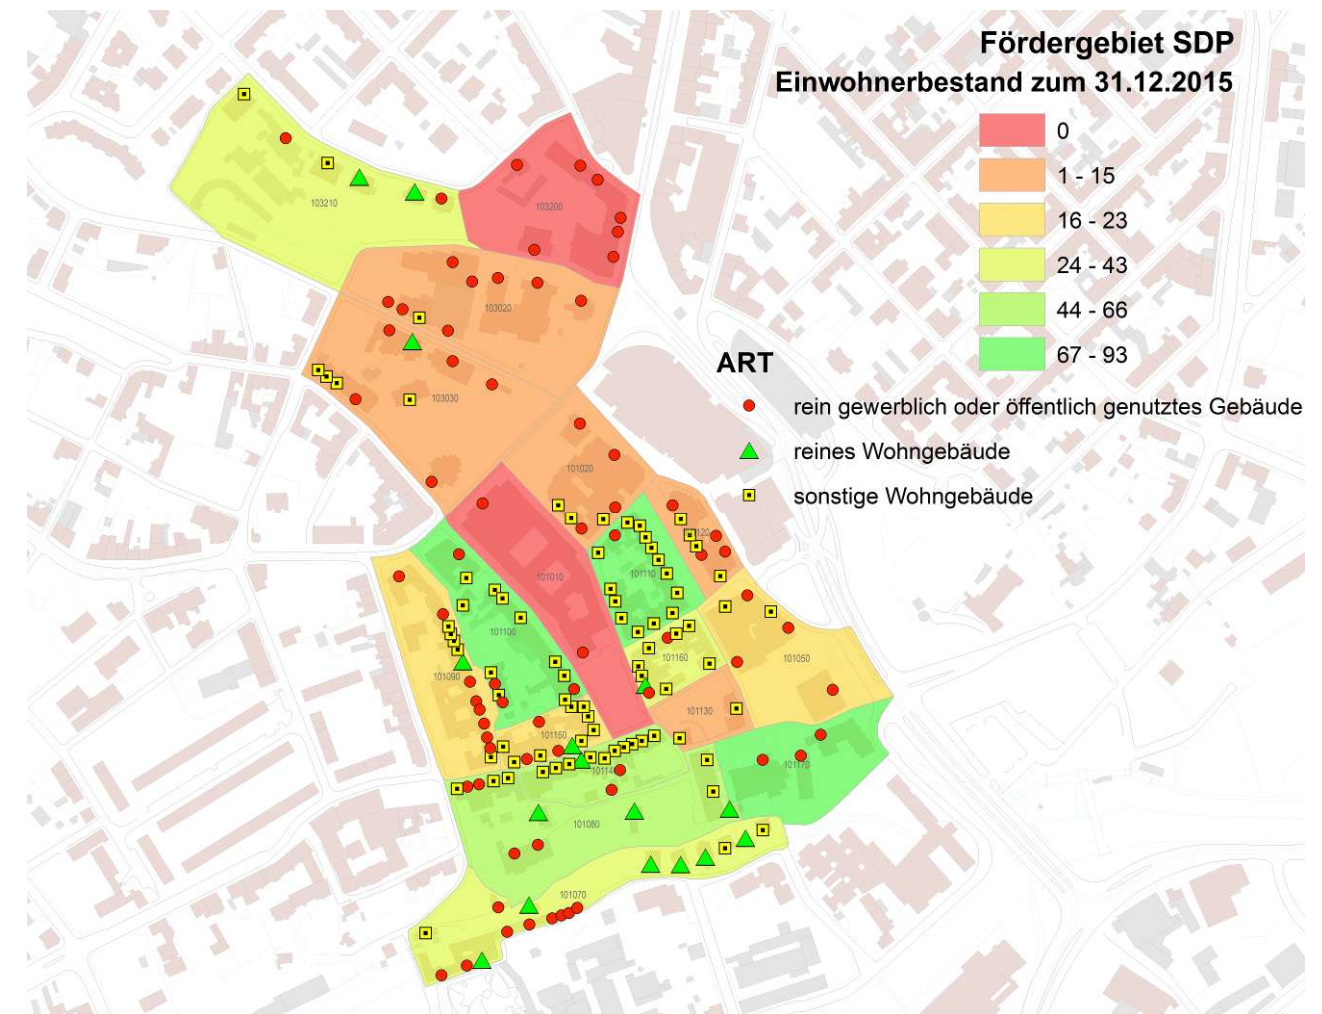 Fördergebiet SDP
Einwohnerbestand zum 31.12.2015
0
1 - 15
16 - 23
24 - 43
44 - 66
67 - 93
ART
rein gewerblich oder öffentlich genutztes Gebäude
reines Wohngebäude
sonstige Wohngebäude
103210
103200
103020
103030
101020
120
101010
101110
101100
101160
101050
101090
101130
101150
101140
101170
101080
101070